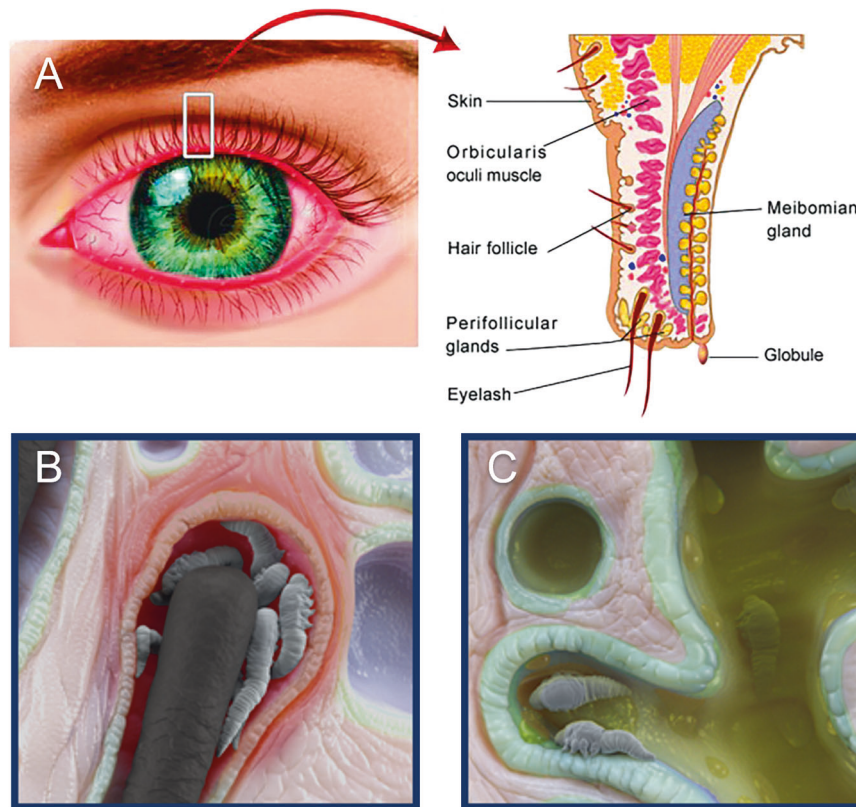 A
Skin
Orbicularis
oculi muscle
Hair follicle
Perifollicular
glands
Eyelash
Meibomian
gland
Globule
B
C